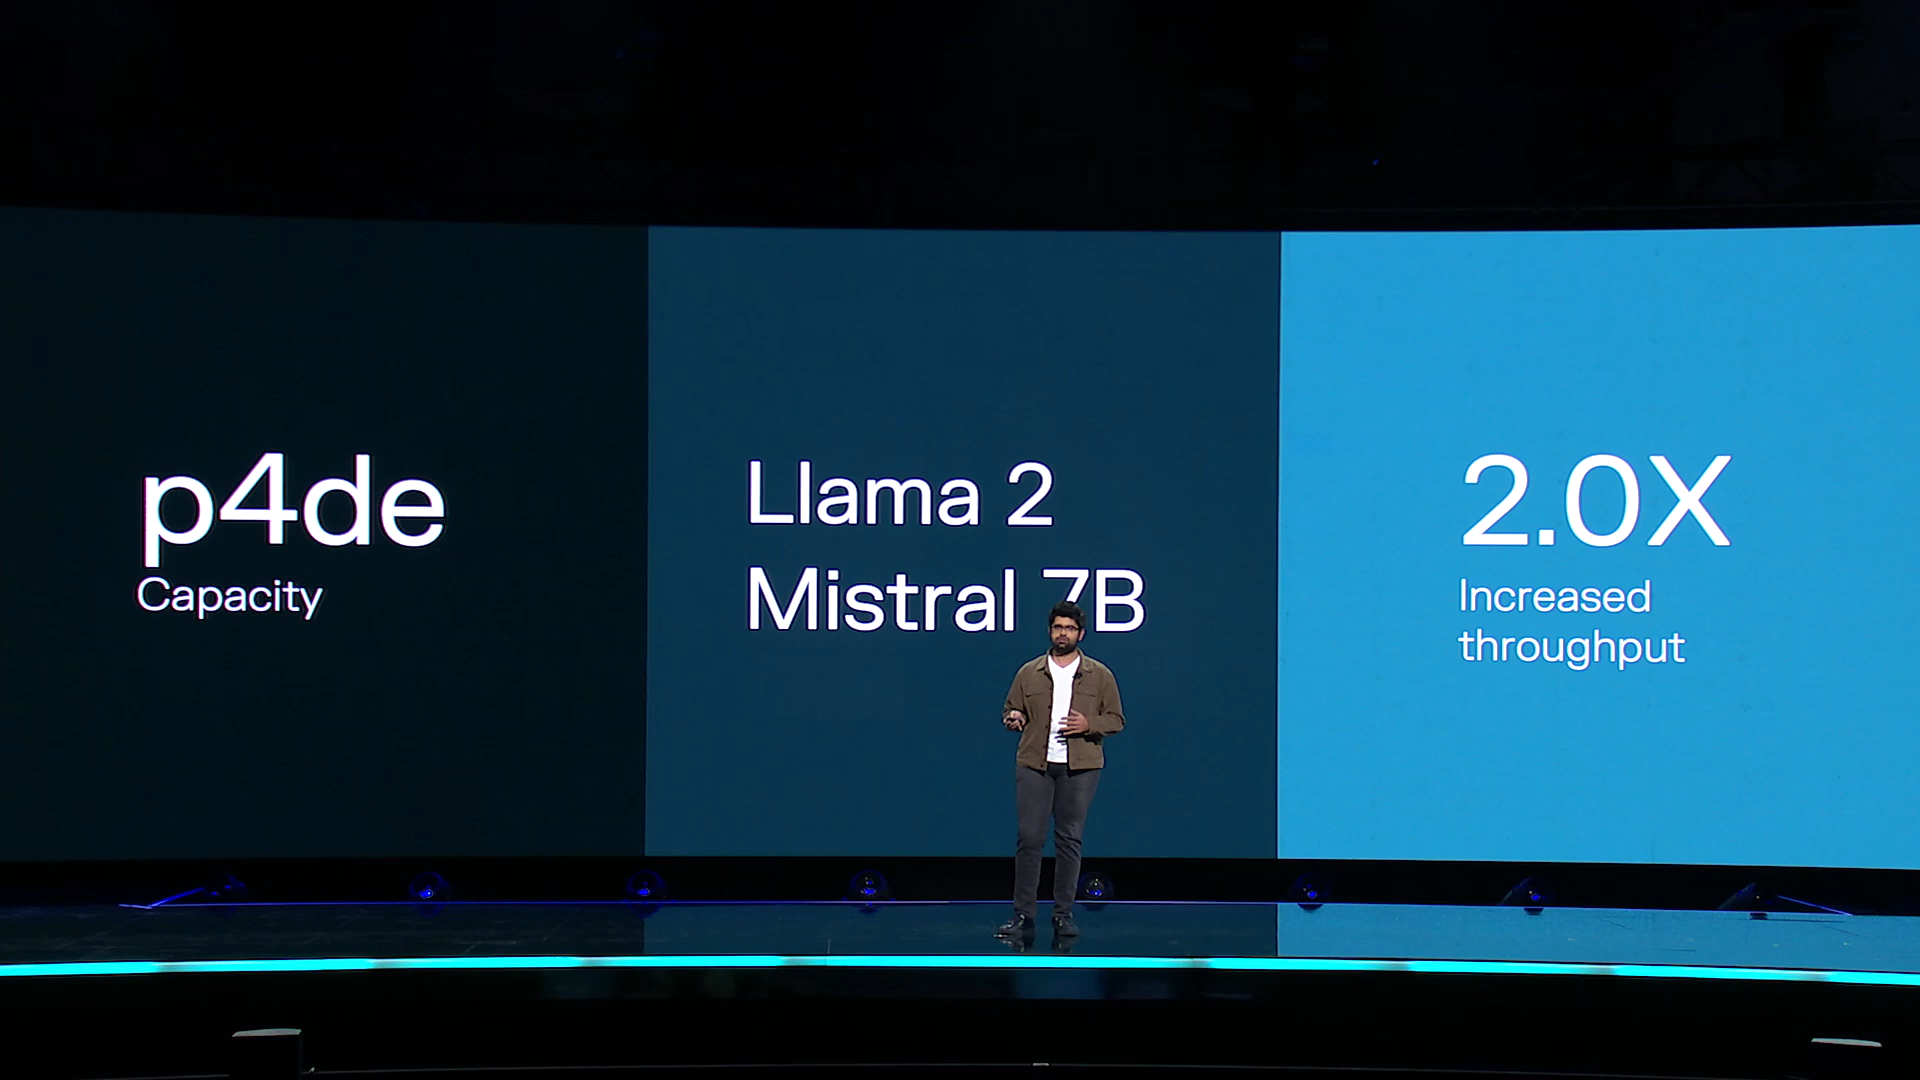 p4de
Capacity
Llama 2
Mistral 7B
2.0X
Increased
throughput